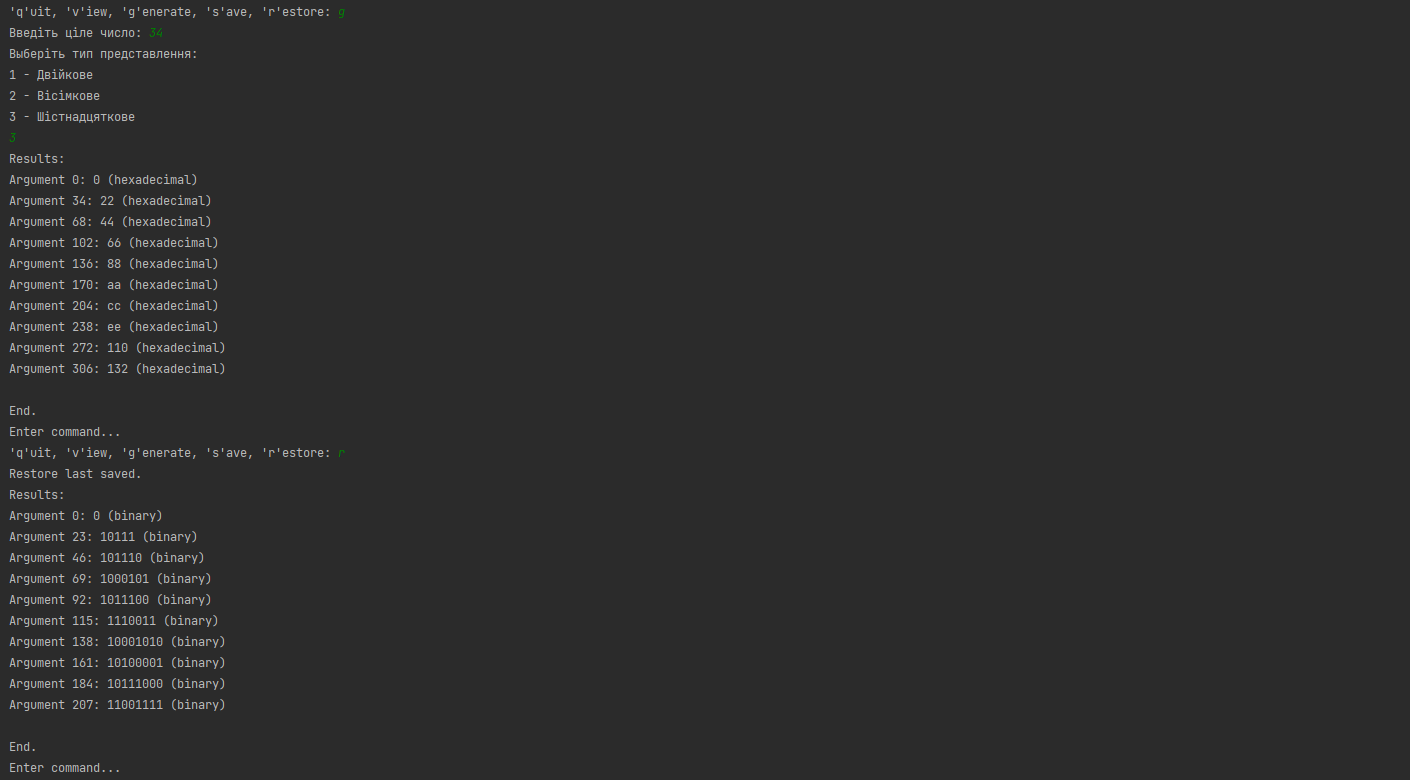 'q'uit, 'v'iew, 'g'enerate, 's'ave, 'r'estore: g
Введіть ціле число: 34
Выберіть тип представлення:
1 - Двійкове
2 - Вісімкове
3 - Шістнадцяткове
3
Results:
Argument 0: 0 (hexadecimal)
Argument 34: 22 (hexadecimal)
Argument 68: 44 (hexadecimal)
Argument 102: 66 (hexadecimal)
Argument 136: 88 (hexadecimal)
Argument 170: aa (hexadecimal)
Argument 204: cc (hexadecimal)
Argument 238: ee (hexadecimal)
Argument 272: 110 (hexadecimal)
Argument 306: 132 (hexadecimal)

End.
Enter command...
'q'uit, 'v'iew, 'g'enerate, 's'ave, 'r'estore: r
Restore last saved.
Results:
Argument 0: 0 (binary)
Argument 23: 10111 (binary)
Argument 46: 101110 (binary)
Argument 69: 1000101 (binary)
Argument 92: 1011100 (binary)
Argument 115: 1110011 (binary)
Argument 138: 10001010 (binary)
Argument 161: 10100001 (binary)
Argument 184: 10111000 (binary)
Argument 207: 11001111 (binary)

End.
Enter command...